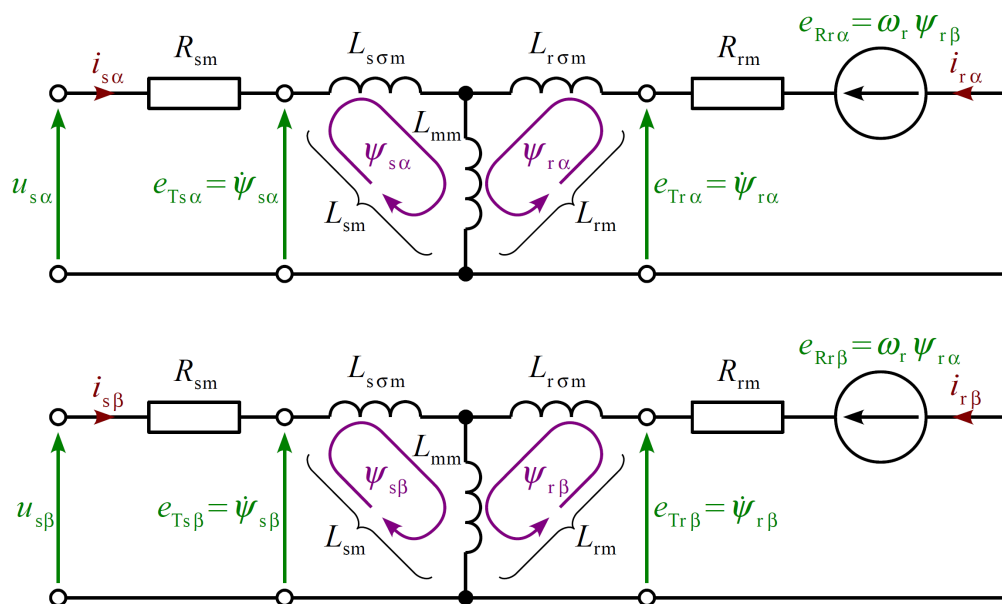 e_Rrα = ω_r ψ_rβ
i_sα R_sm L_sσm L_rσm R_rm i_rα
L_mm
ψ_sα ψ_rα
u_sα e_Tsα = ψ̇_sα e_Trα = ψ̇_rα
L_sm L_rm
e_Rrβ = ω_r ψ_rα
i_sβ R_sm L_sσm L_rσm R_rm i_rβ
L_mm
ψ_sβ ψ_rβ
u_sβ e_Tsβ = ψ̇_sβ e_Trβ = ψ̇_rβ
L_sm L_rm